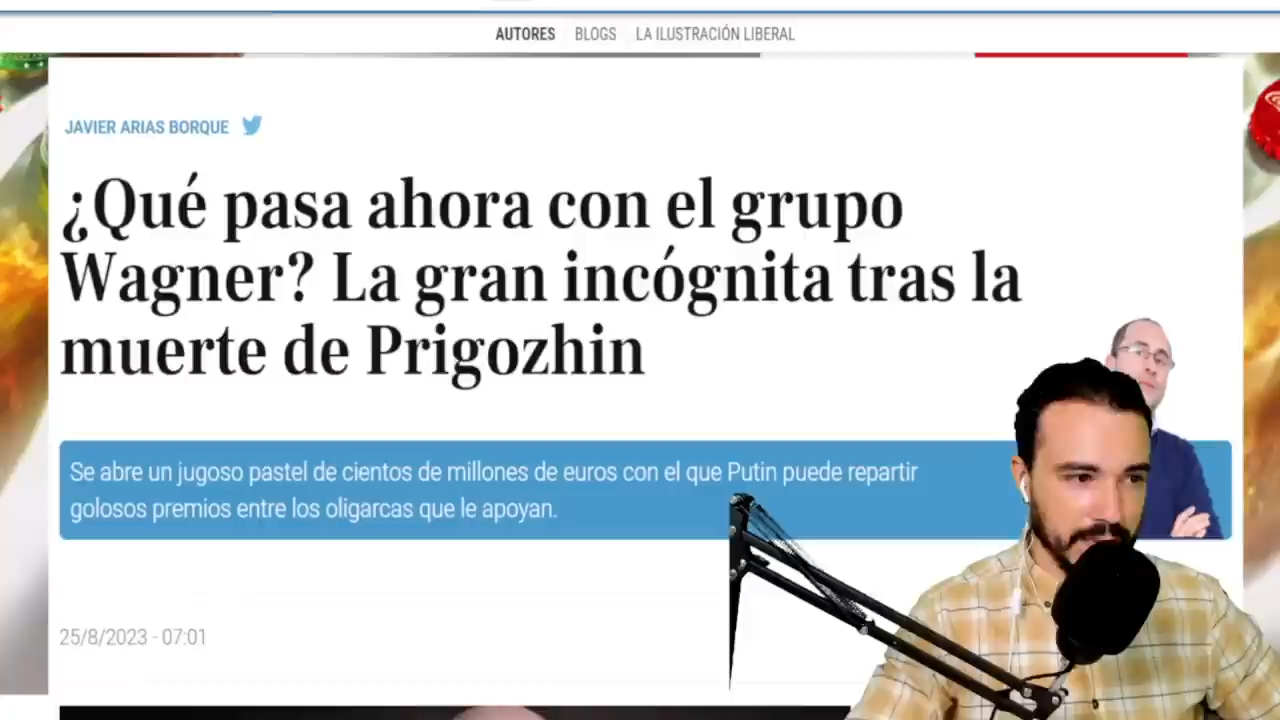 AUTORES BLOGS LA ILUSTRACIÓN LIBERAL
JAVIER ARIAS BORQUE
¿Qué pasa ahora con el grupo
Wagner? La gran incógnita tras la
muerte de Prigozhin
Se abre un jugoso pastel de cientos de millones de euros con el que Putin puede repartir
golosos premios entre los oligarcas que le apoyan.
25/8/2023 - 07:01